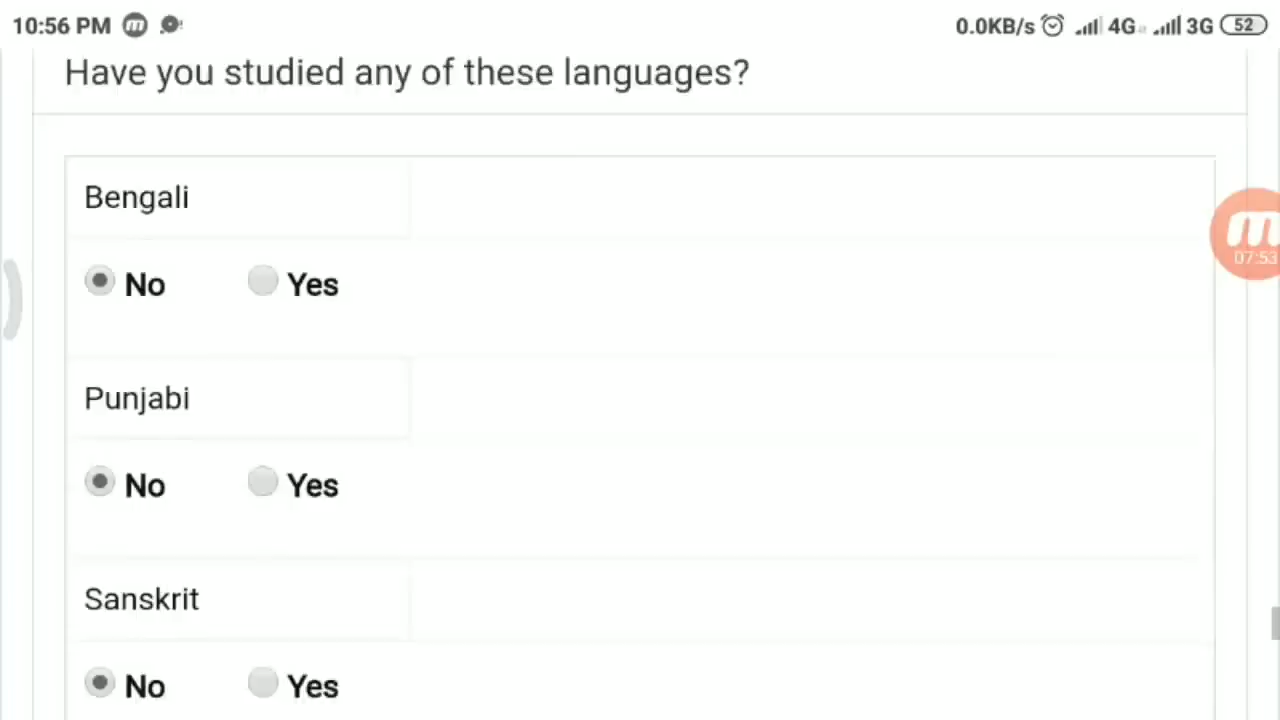 10:56 PM 0.0KB/s 4G 3G 52
Have you studied any of these languages?
Bengali
07:53
No Yes
Punjabi
No Yes
Sanskrit
No Yes